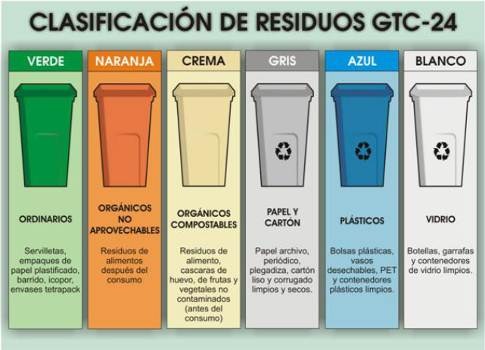 CLASIFICACIÓN DE RESIDUOS GTC-24
VERDE
ORDINARIOS
Servilletas,
empaques de
papel plastificado,
barrido, icopor,
envases tetrapack
NARANJA
ORGÁNICOS
NO
APROVECHABLES
Residuos de
alimentos
después del
consumo
CREMA
ORGÁNICOS
COMPOSTABLES
Residuos de
alimento,
cascaras de
huevo, de frutas y
vegetales no
contaminados
(antes del
consumo)
GRIS
PAPEL Y
CARTÓN
Papel archivo,
periódico,
plegadiza, cartón
liso y corrugado
limpios y secos.
AZUL
PLÁSTICOS
Bolsas plásticas,
vasos
desechables, PET
y contenedores
plásticos limpios.
BLANCO
VIDRIO
Botellas, garrafas
y contenedores
de vidrio limpios.